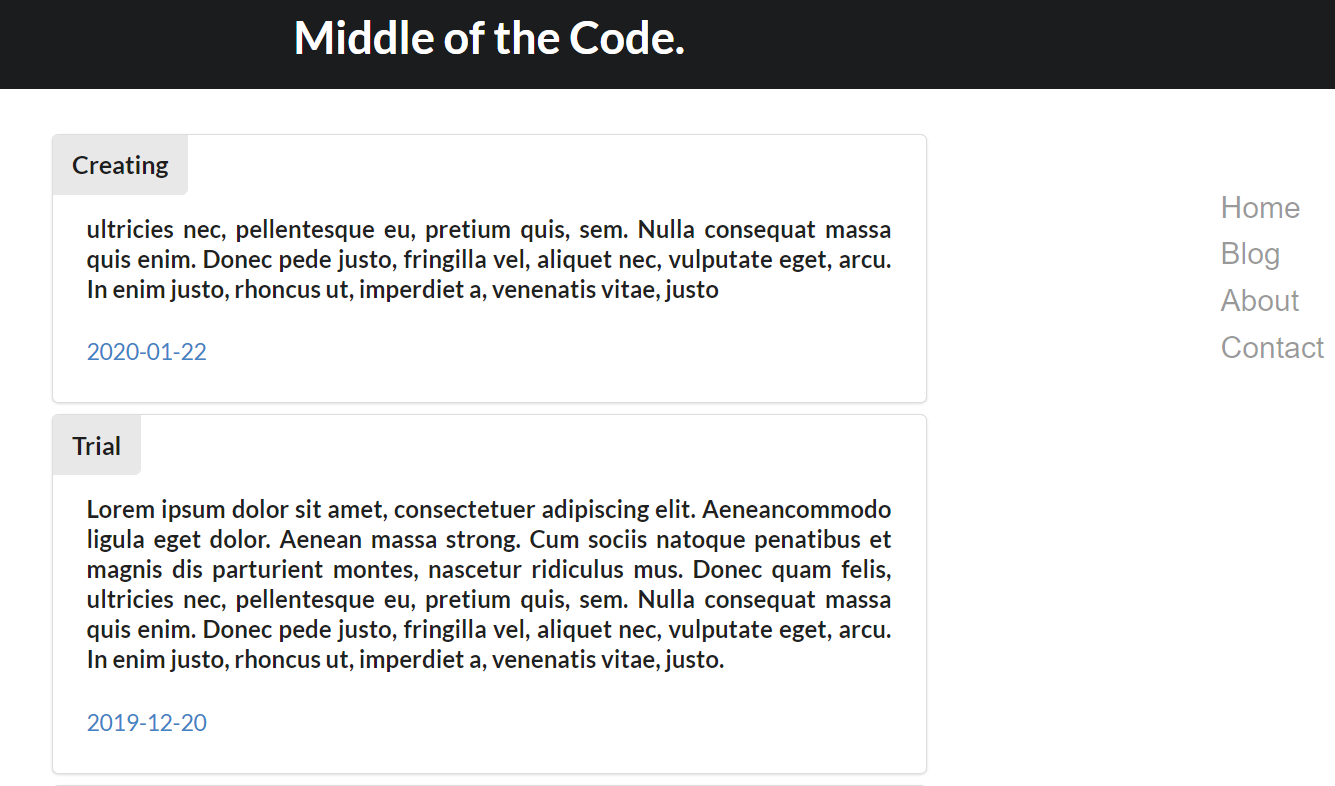 Middle of the Code.
Creating
ultricies nec, pellentesque eu, pretium quis, sem. Nulla consequat massa
quis enim. Donec pede justo, fringilla vel, aliquet nec, vulputate eget, arcu.
In enim justo, rhoncus ut, imperdiet a, venenatis vitae, justo
2020-01-22
Trial
Lorem ipsum dolor sit amet, consectetuer adipiscing elit. Aeneancommodo
ligula eget dolor. Aenean massa strong. Cum sociis natoque penatibus et
magnis dis parturient montes, nascetur ridiculus mus. Donec quam felis,
ultricies nec, pellentesque eu, pretium quis, sem. Nulla consequat massa
quis enim. Donec pede justo, fringilla vel, aliquet nec, vulputate eget, arcu.
In enim justo, rhoncus ut, imperdiet a, venenatis vitae, justo.
2019-12-20
Home
Blog
About
Contact